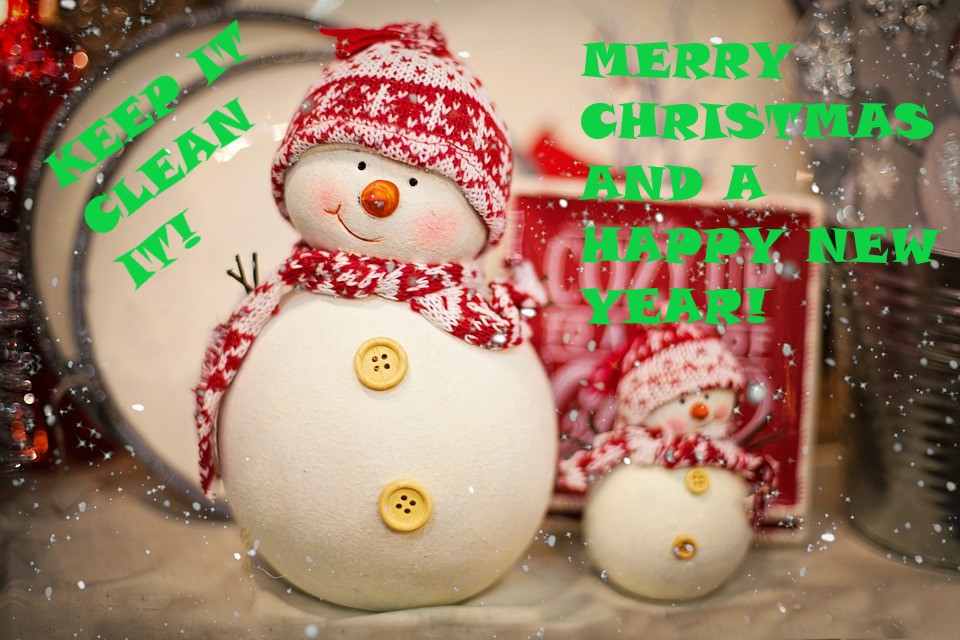 KEEP IT
CLEAN
IT!
MERRY
CHRISTMAS
AND A
HAPPY NEW
YEAR!